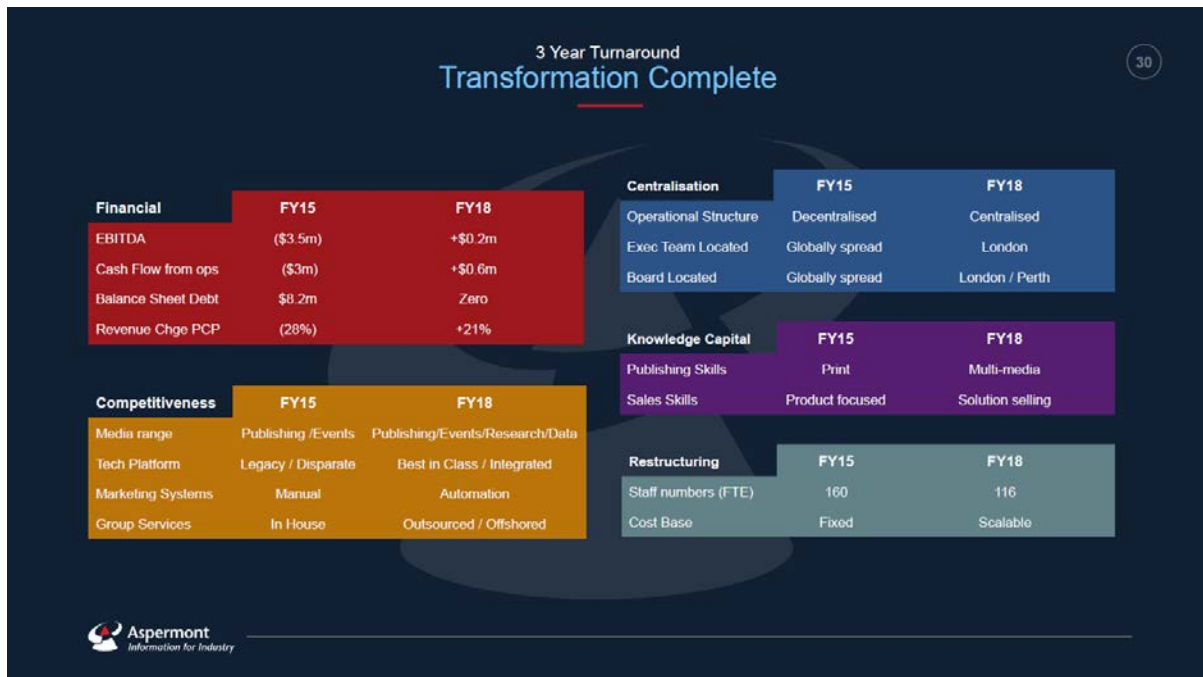 3 Year Turnaround
Transformation Complete
30
Financial FY15 FY18
EBITDA ($3.5m) +$0.2m
Cash Flow from ops ($3m) +$0.6m
Balance Sheet Debt $8.2m Zero
Revenue Chge PCP (28%) +21%
Competitiveness FY15 FY18
Media range Publishing /Events Publishing/Events/Research/Data
Tech Platform Legacy / Disparate Best in Class / Integrated
Marketing Systems Manual Automation
Group Services In House Outsourced / Offshored
Centralisation FY15 FY18
Operational Structure Decentralised Centralised
Exec Team Located Globally spread London
Board Located Globally spread London / Perth
Knowledge Capital FY15 FY18
Publishing Skills Print Multi-media
Sales Skills Product focused Solution selling
Restructuring FY15 FY18
Staff numbers (FTE) 160 116
Cost Base Fixed Scalable
Aspermont
Information for Industry